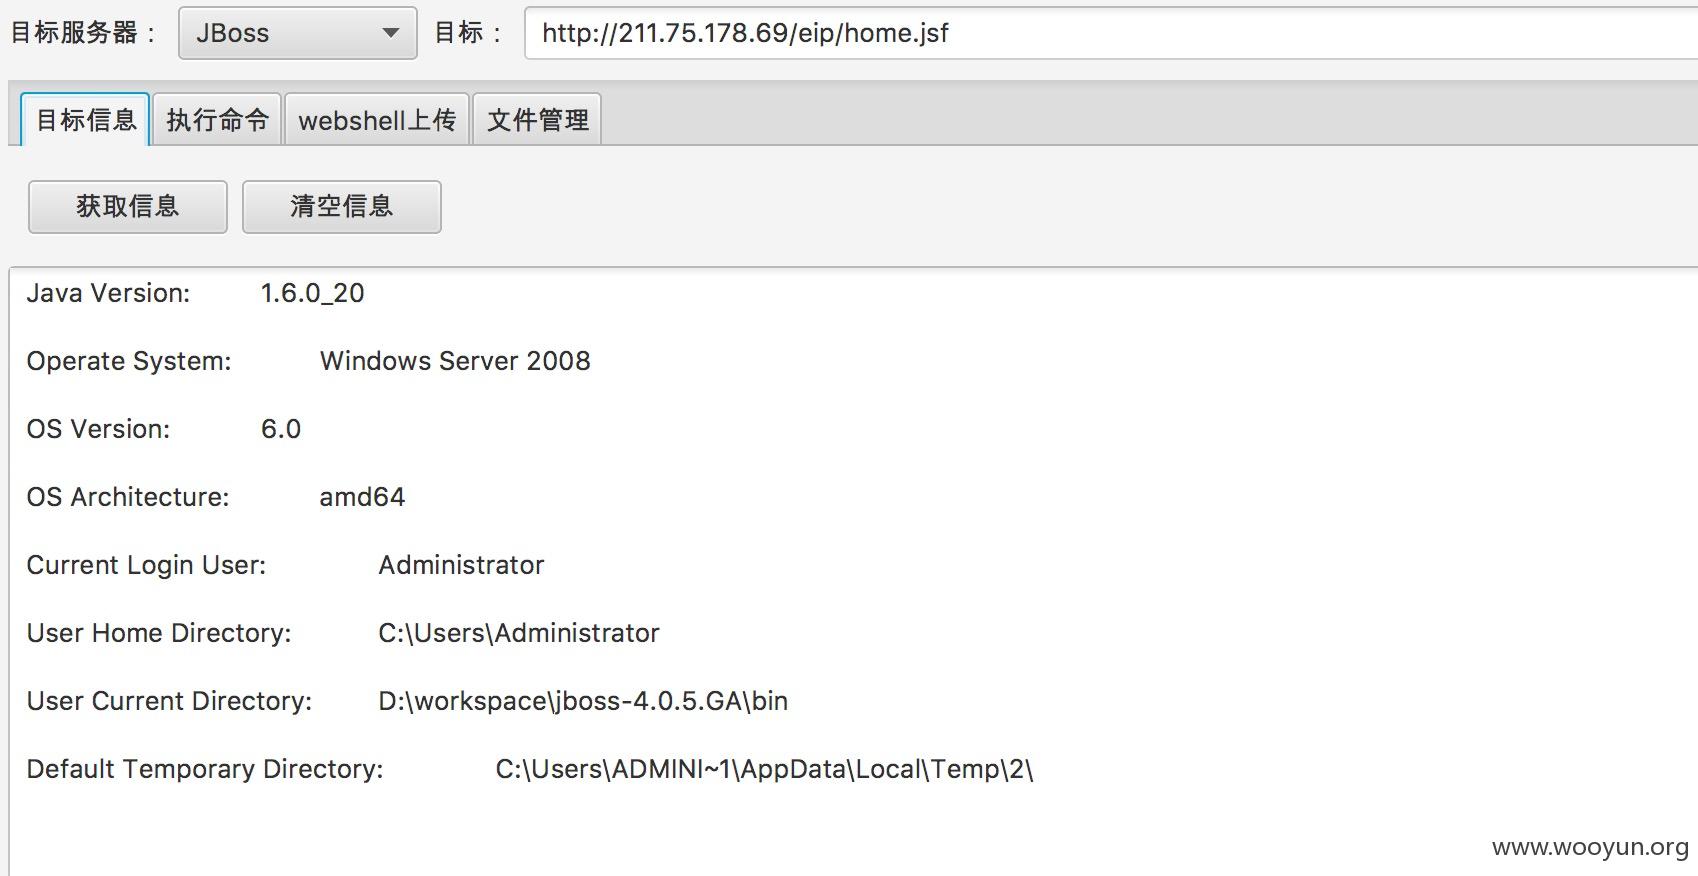 目标服务器： JBoss 目标： http://211.75.178.69/eip/home.jsf
目标信息 执行命令 webshell上传 文件管理
获取信息 清空信息
Java Version: 1.6.0_20
Operate System: Windows Server 2008
OS Version: 6.0
OS Architecture: amd64
Current Login User: Administrator
User Home Directory: C:\Users\Administrator
User Current Directory: D:\workspace\jboss-4.0.5.GA\bin
Default Temporary Directory: C:\Users\ADMINI~1\AppData\Local\Temp\2\
www.wooyun.org